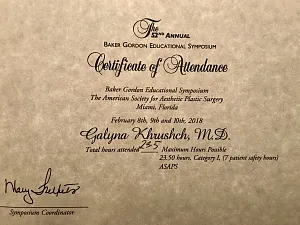 The
52ND ANNUAL
BAKER GORDON EDUCATIONAL SYMPOSIUM
Certificate of Attendance
Baker Gordon Educational Symposium
The American Society for Aesthetic Plastic Surgery
Miami, Florida
February 8th, 9th and 10th, 2018
Galyna Khrushch, M.D.
Total hours attended 23.5 Maximum Hours Possible
23.50 hours, Category I, (7 patient safety hours)
ASAPS
Mary
Symposium Coordinator